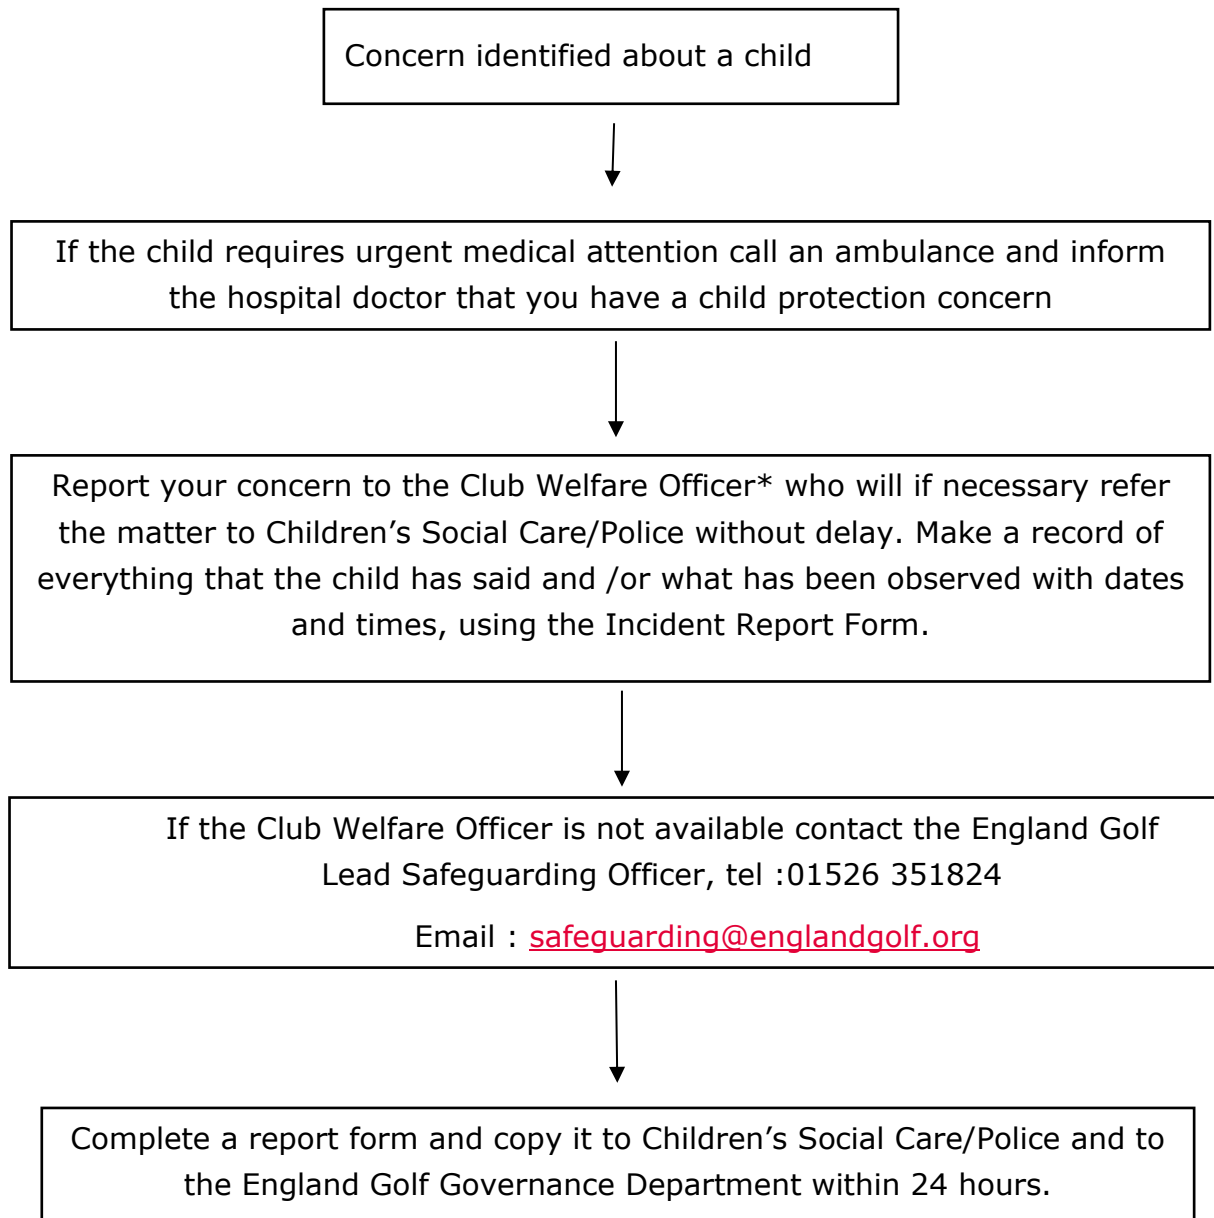 Concern identified about a child
If the child requires urgent medical attention call an ambulance and inform
the hospital doctor that you have a child protection concern
Report your concern to the Club Welfare Officer* who will if necessary refer
the matter to Children’s Social Care/Police without delay. Make a record of
everything that the child has said and /or what has been observed with dates
and times, using the Incident Report Form.
If the Club Welfare Officer is not available contact the England Golf
Lead Safeguarding Officer, tel :01526 351824
Email : safeguarding@englandgolf.org
Complete a report form and copy it to Children’s Social Care/Police and to
the England Golf Governance Department within 24 hours.